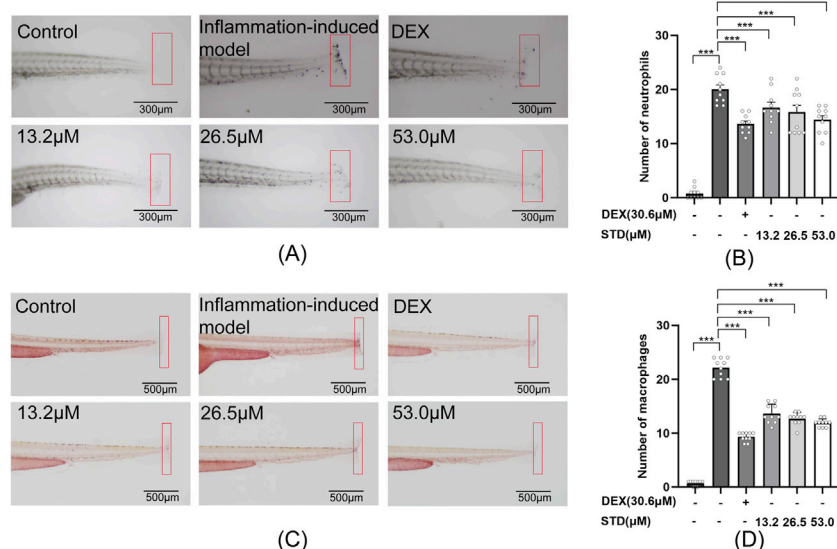 Control
Inflammation-induced
model
DEX
300μm
300μm
300μm
13.2μM
26.5μM
53.0μM
300μm
300μm
300μm
(A)
***
***
***
***
Number of neutrophils
30
20
10
0
DEX(30.6μM) - - + - - -
STD(μM) - - - 13.2 26.5 53.0
(B)
Control
Inflammation-induced
model
DEX
500μm
500μm
500μm
13.2μM
26.5μM
53.0μM
500μm
500μm
500μm
(C)
***
***
***
***
***
Number of macrophages
30
20
10
0
DEX(30.6μM) - - + - - -
STD(μM) - - - 13.2 26.5 53.0
(D)